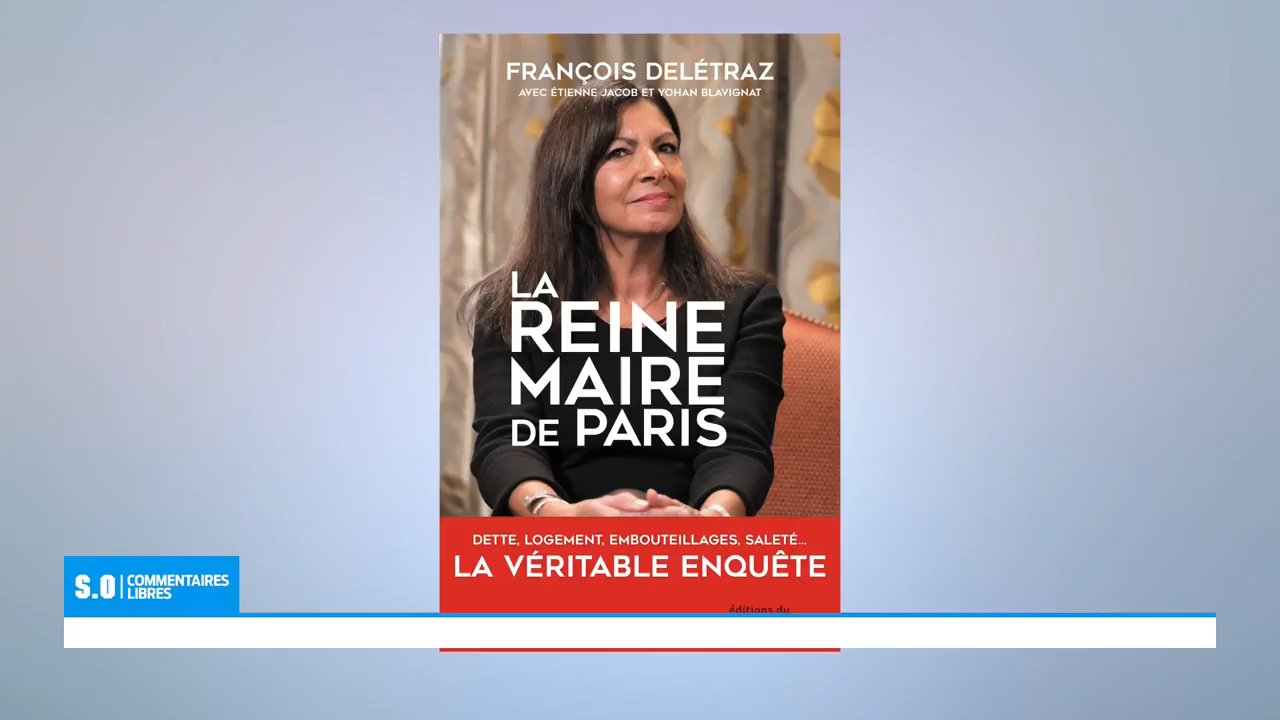 FRANÇOIS DELÉTRAZ
AVEC ÉTIENNE JACOB ET YOHAN BLAVIGNAT
LA
REINE
MAIRE
DE PARIS
DETTE, LOGEMENT, EMBOUTEILLAGES, SALETÉ...
LA VÉRITABLE ENQUÊTE
éditions du
S.O COMMENTAIRES
LIBRES